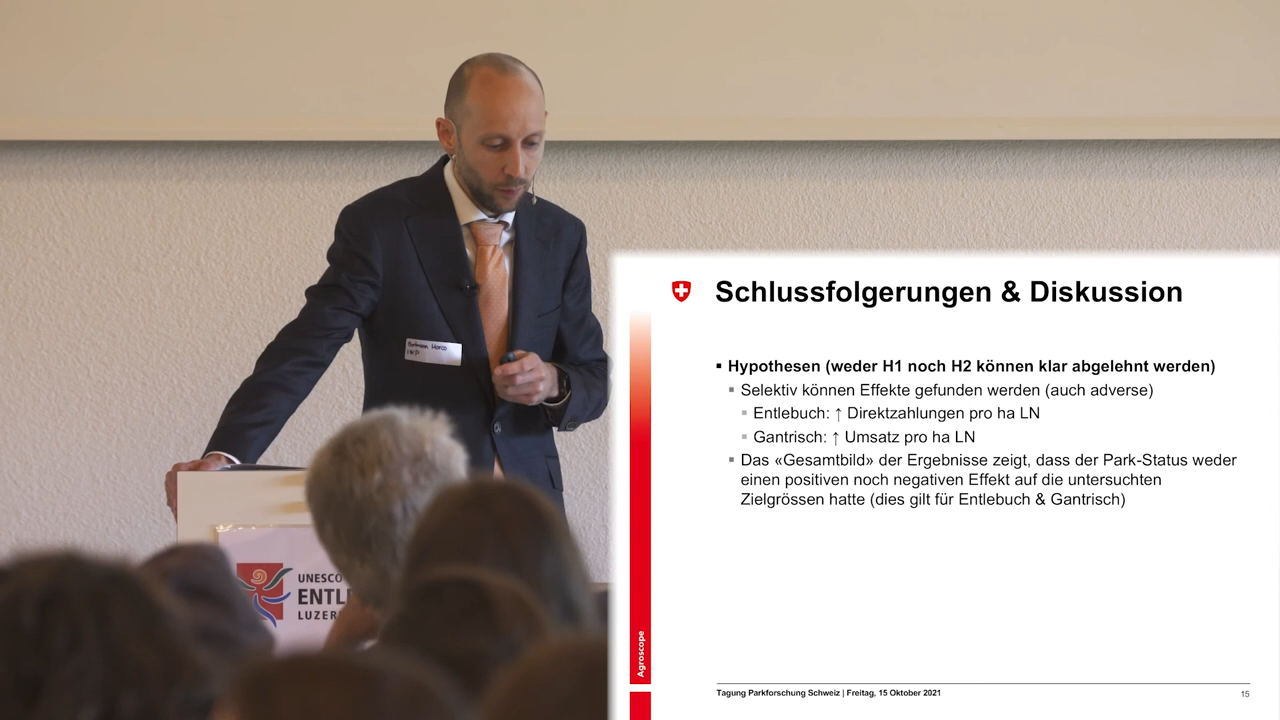 Schlussfolgerungen & Diskussion
▪ Hypothesen (weder H1 noch H2 können klar abgelehnt werden)
▪ Selektiv können Effekte gefunden werden (auch adverse)
▪ Entlebuch: ↑ Direktzahlungen pro ha LN
▪ Gantrisch: ↑ Umsatz pro ha LN
▪ Das «Gesamtbild» der Ergebnisse zeigt, dass der Park-Status weder
einen positiven noch negativen Effekt auf die untersuchten
Zielgrössen hatte (dies gilt für Entlebuch & Gantrisch)
Agroscope
Tagung Parkforschung Schweiz | Freitag, 15 Oktober 2021
15
UNESCO
ENTL
LUZER